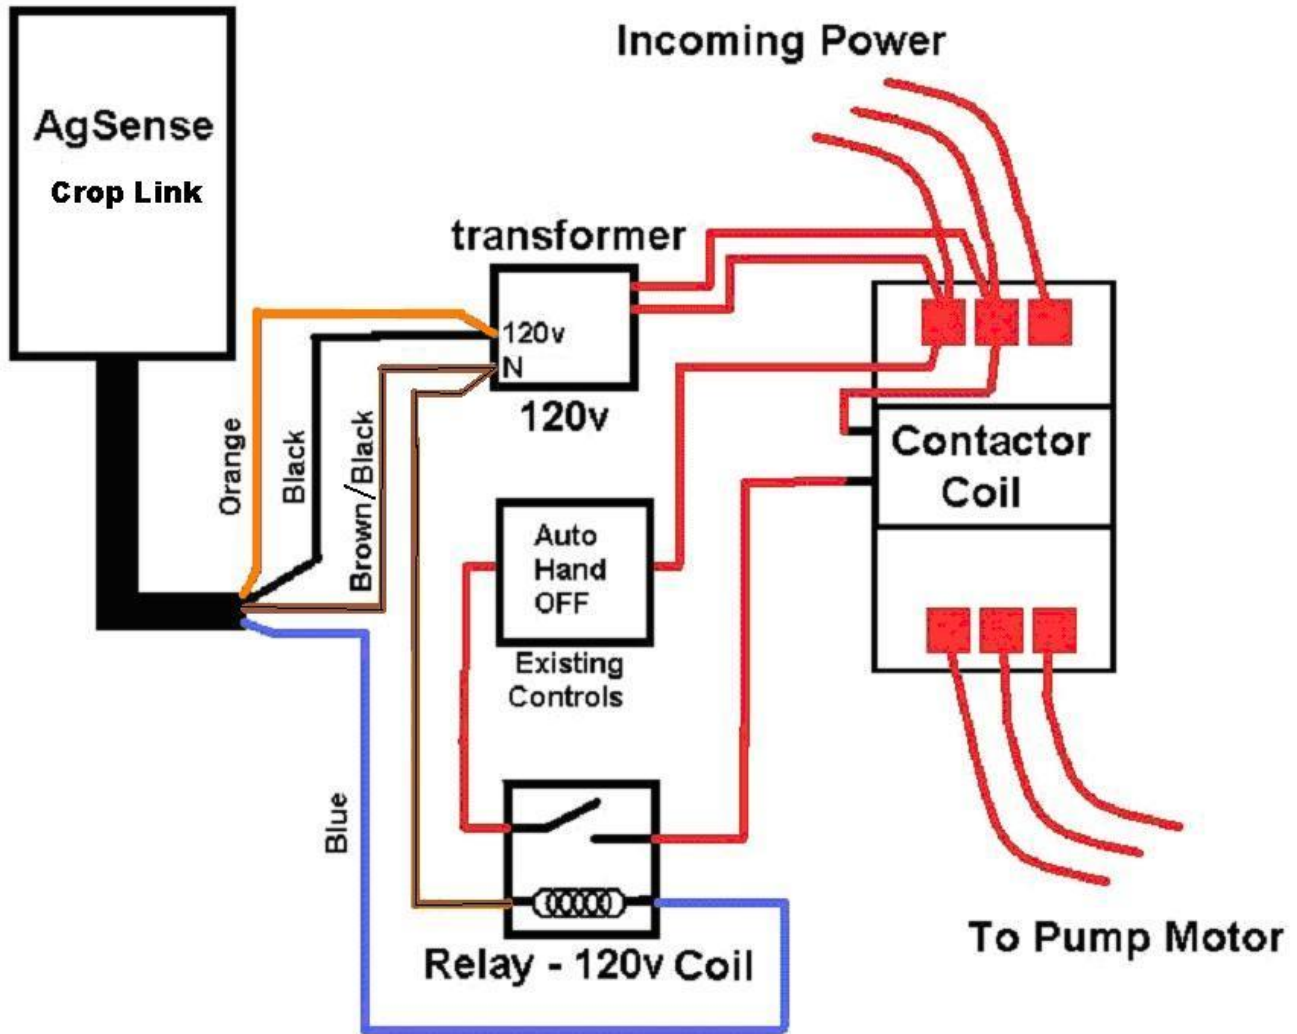 Incoming Power
AgSense
Crop Link
transformer
120v
N
120v
Orange
Black
Brown/Black
Contactor
Coil
Auto
Hand
OFF
Existing
Controls
Blue
Relay - 120v Coil
To Pump Motor